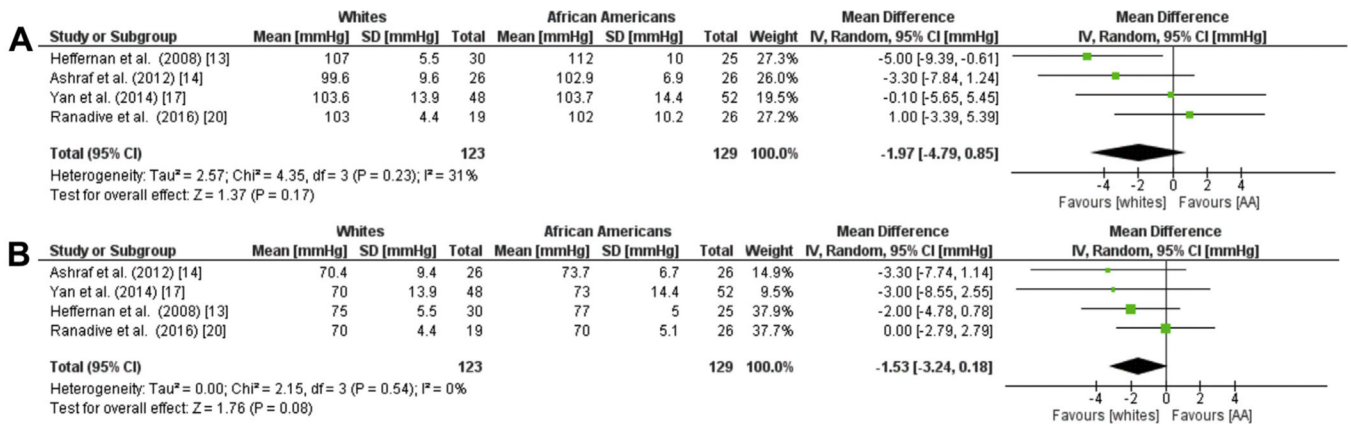 A
Whites African Americans Mean Difference Mean Difference
Study or Subgroup Mean [mmHg] SD [mmHg] Total Mean [mmHg] SD [mmHg] Total Weight IV, Random, 95% CI [mmHg] IV, Random, 95% CI [mmHg]
Heffernan et al. (2008) [13] 107 5.5 30 112 10 25 27.3% -5.00 [-9.39, -0.61]
Ashraf et al. (2012) [14] 99.6 9.6 26 102.9 6.9 26 26.0% -3.30 [-7.84, 1.24]
Yan et al. (2014) [17] 103.6 13.9 48 103.7 14.4 52 19.5% -0.10 [-5.65, 5.45]
Ranadive et al. (2016) [20] 103 4.4 19 102 10.2 26 27.2% 1.00 [-3.39, 5.39]
Total (95% CI) 123 129 100.0% -1.97 [-4.79, 0.85]
Heterogeneity: Tau² = 2.57; Chi² = 4.35, df = 3 (P = 0.23); I² = 31%
Test for overall effect: Z = 1.37 (P = 0.17)
-4 -2 0 2 4
Favours [whites] Favours [AA]
B
Whites African Americans Mean Difference Mean Difference
Study or Subgroup Mean [mmHg] SD [mmHg] Total Mean [mmHg] SD [mmHg] Total Weight IV, Random, 95% CI [mmHg] IV, Random, 95% CI [mmHg]
Ashraf et al. (2012) [14] 70.4 9.4 26 73.7 6.7 26 14.9% -3.30 [-7.74, 1.14]
Yan et al. (2014) [17] 70 13.9 48 73 14.4 52 9.5% -3.00 [-8.55, 2.55]
Heffernan et al. (2008) [13] 75 5.5 30 77 5 25 37.9% -2.00 [-4.78, 0.78]
Ranadive et al. (2016) [20] 70 4.4 19 70 5.1 26 37.7% 0.00 [-2.79, 2.79]
Total (95% CI) 123 129 100.0% -1.53 [-3.24, 0.18]
Heterogeneity: Tau² = 0.00; Chi² = 2.15, df = 3 (P = 0.54); I² = 0%
Test for overall effect: Z = 1.76 (P = 0.08)
-4 -2 0 2 4
Favours [whites] Favours [AA]